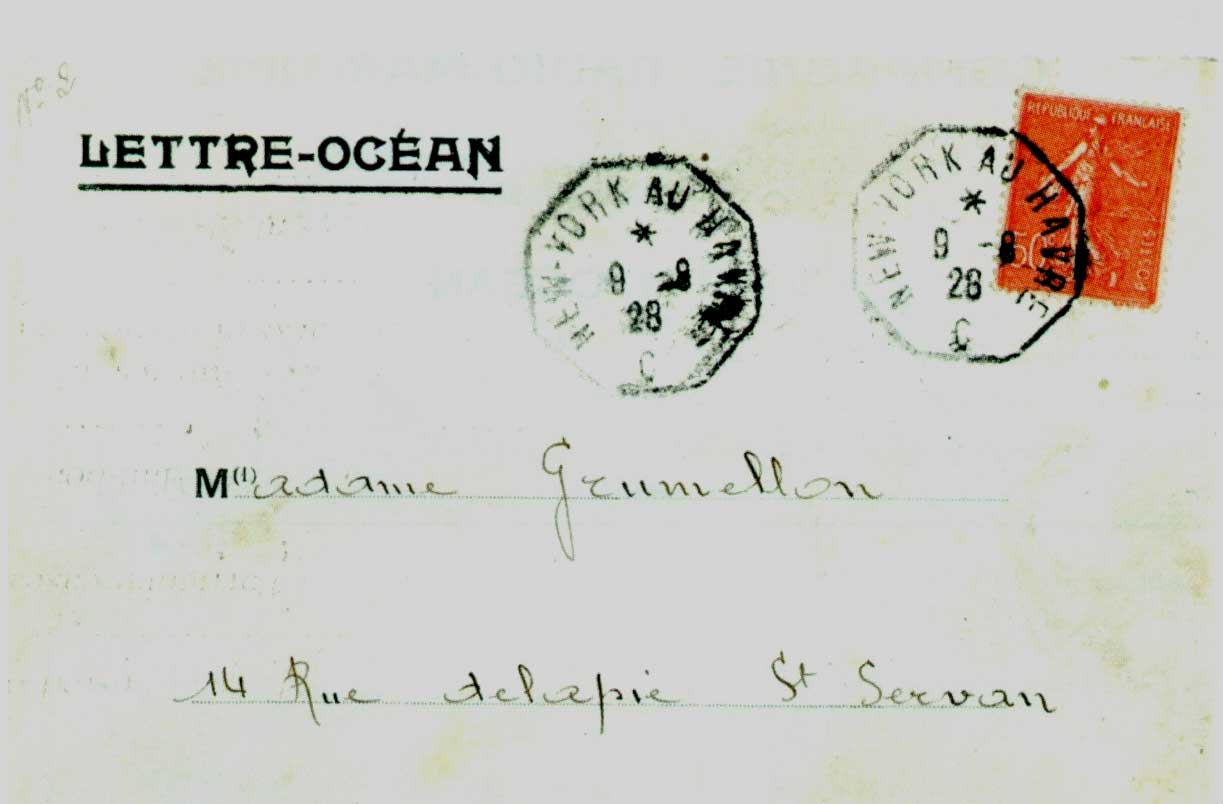 No 2
LETTRE-OCÉAN
NEW-YORK AU HAVRE
9 -8
28
C
NEW-YORK AU HAVRE
9 -8
28
C
REPUBLIQUE FRANÇAISE
50
POSTES
M(1)adame Grumellon
14 Rue delapie St Servan